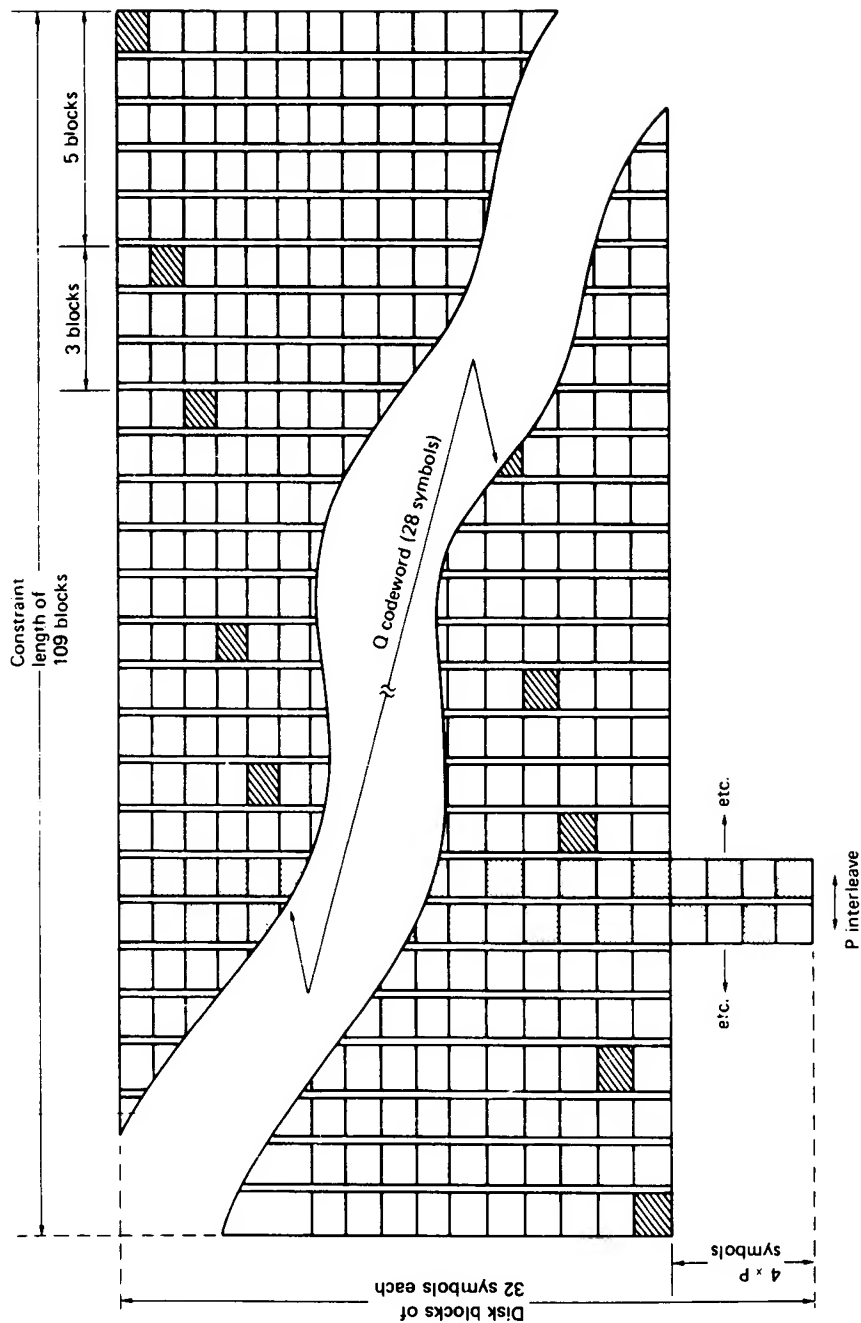 Constraint
length of
109 blocks
5 blocks
3 blocks
Q codeword (28 symbols)
etc.
etc.
P interleave
4 × P
symbols
Disk blocks of
32 symbols each